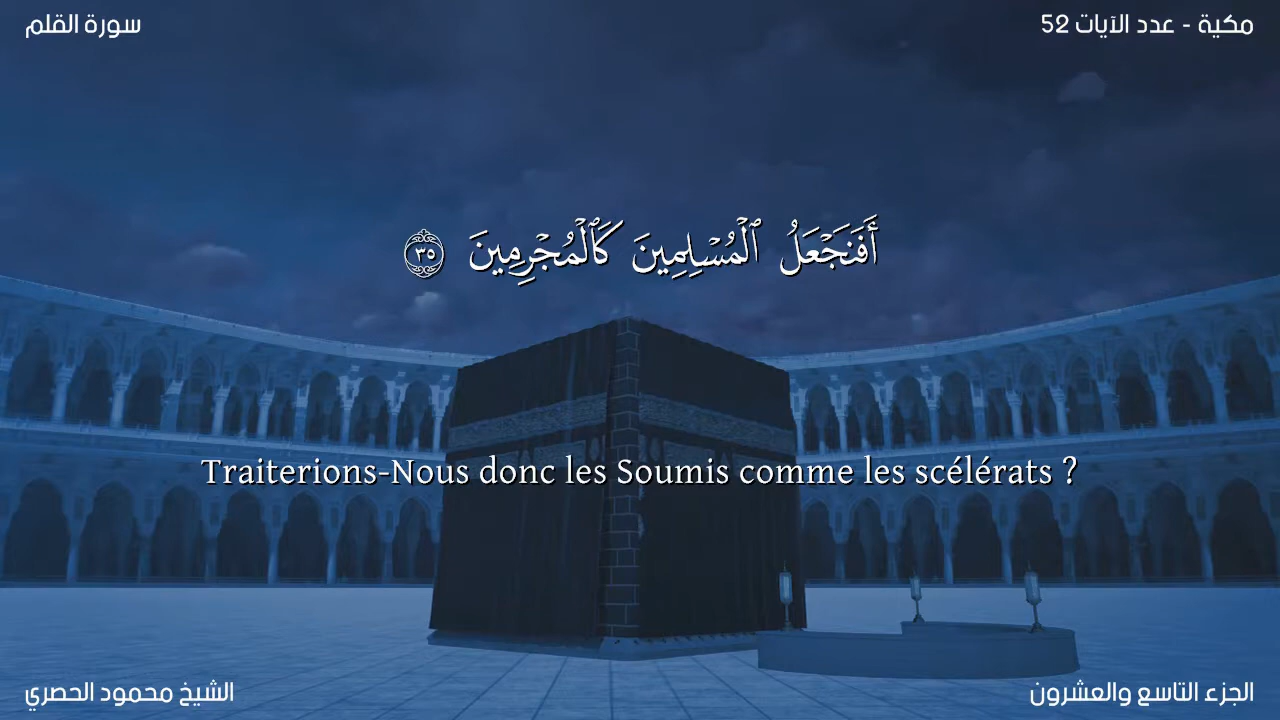 مكية - عدد الآيات 52
سورة القلم
أَفَنَجْعَلُ ٱلْمُسْلِمِينَ كَٱلْمُجْرِمِينَ ٣٥
Traiterions-Nous donc les Soumis comme les scélérats ?
الجزء التاسع والعشرون
الشيخ محمود الحصري